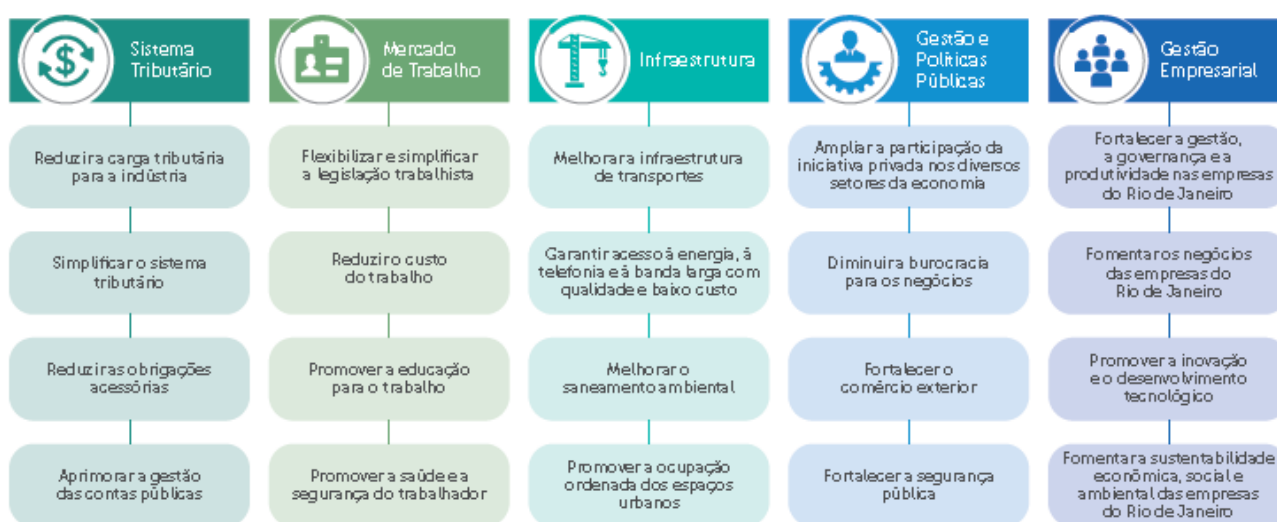 Sistema
Tributário
Reduzir a carga tributária
para a indústria
Simplificar o sistema
tributário
Reduzir as obrigações
acessórias
Aprimorar a gestão
das contas públicas
Mercado
de Trabalho
Flexibilizar e simplificar
a legislação trabalhista
Reduzir o custo
do trabalho
Promover a educação
para o trabalho
Promover a saúde e a
segurança do trabalhador
Infraestrutura
Melhorar a infraestrutura
de transportes
Garantir acesso à energia, à
telefonia e à banda larga com
qualidade e baixo custo
Melhorar o
saneamento ambiental
Promover a ocupação
ordenada dos espaços
urbanos
Gestão e
Políticas
Públicas
Ampliar a participação da
iniciativa privada nos diversos
setores da economia
Diminuir a burocracia
para os negócios
Fortalecer o
comércio exterior
Fortalecer a segurança
pública
Gestão
Empresarial
Fortalecer a gestão,
a governança e a
produtividade nas empresas
do Rio de Janeiro
Fomentar os negócios
das empresas do
Rio de Janeiro
Promover a inovação
e o desenvolvimento
tecnológico
Fomentar a sustentabilidade
econômica, social e
ambiental das empresas
do Rio de Janeiro